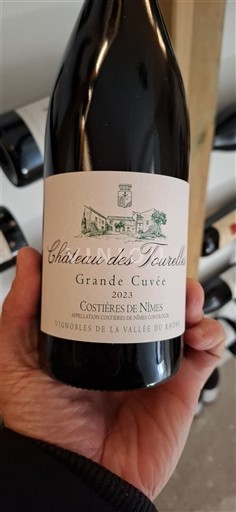 Château des Tourelles
Grande Cuvée
2023
COSTIÈRES DE NÎMES
APPELLATION COSTIÈRES DE NÎMES CONTRÔLÉE
VIGNOBLES DE LA VALLÉE DU RHÔNE